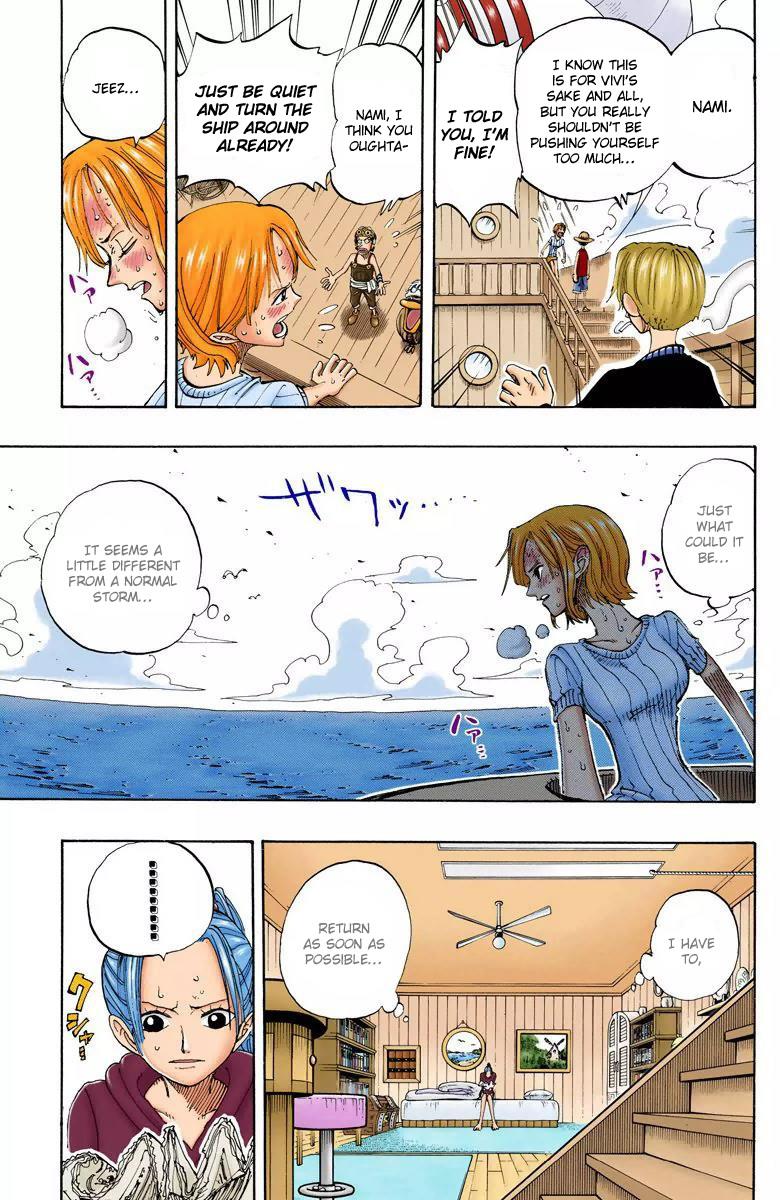 NAMI.
I KNOW THIS
IS FOR VIVI'S
SAKE AND ALL,
BUT YOU REALLY
SHOULDN'T BE
PUSHING YOURSELF
TOO MUCH...
I TOLD
YOU, I'M
FINE!
NAMI, I
THINK YOU
OUGHTA-
JUST BE QUIET
AND TURN THE
SHIP AROUND
ALREADY!
JEEZ...
ハァ
ハァ...
JUST
WHAT
COULD IT
BE...
ハァ...
ザワッ....
IT SEEMS A
LITTLE DIFFERENT
FROM A NORMAL
STORM...
ハァ...
I HAVE
TO,
RETURN
AS SOON AS
POSSIBLE...
クシャ...